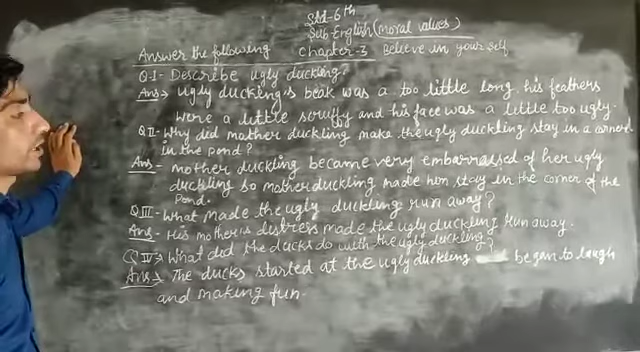 Std-6th
Sub-English (moral values)
Answer the following Chapter-3 Believe in yourself
Q-I- Describe ugly duckling?
Ans→ Ugly ducking's beak was a too little long, his feathers
were a little scruffy and his face was a little too ugly.
Q II- Why did mother duckling make the ugly duckling stay in a corner
in the pond?
Ans- mother duckling became very embarrassed of her ugly
duckling so mother duckling made him stay in the corner of the
Pond.
Q III- What made the ugly duckling run away?
Ans- His mother's distress made the ugly duckling run away.
Q IV→ What did the ducks do with the ugly duckling?
Ans→ The ducks started at the ugly duckling began to laugh
and making fun.